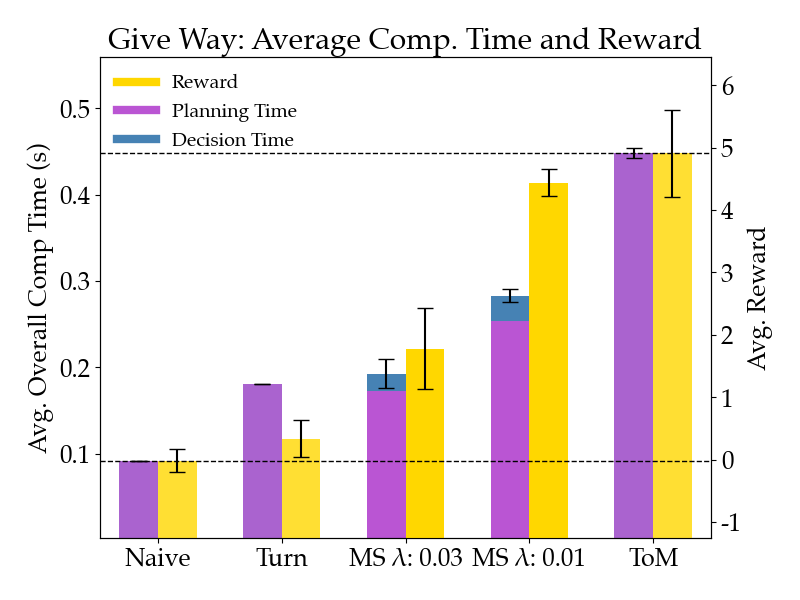 Give Way: Average Comp. Time and Reward
Reward
Planning Time
Decision Time
Avg. Overall Comp Time (s)
0.5
0.4
0.3
0.2
0.1
6
5
4
3
2
1
0
-1
Avg. Reward
Naive
Turn
MS λ: 0.03
MS λ: 0.01
ToM